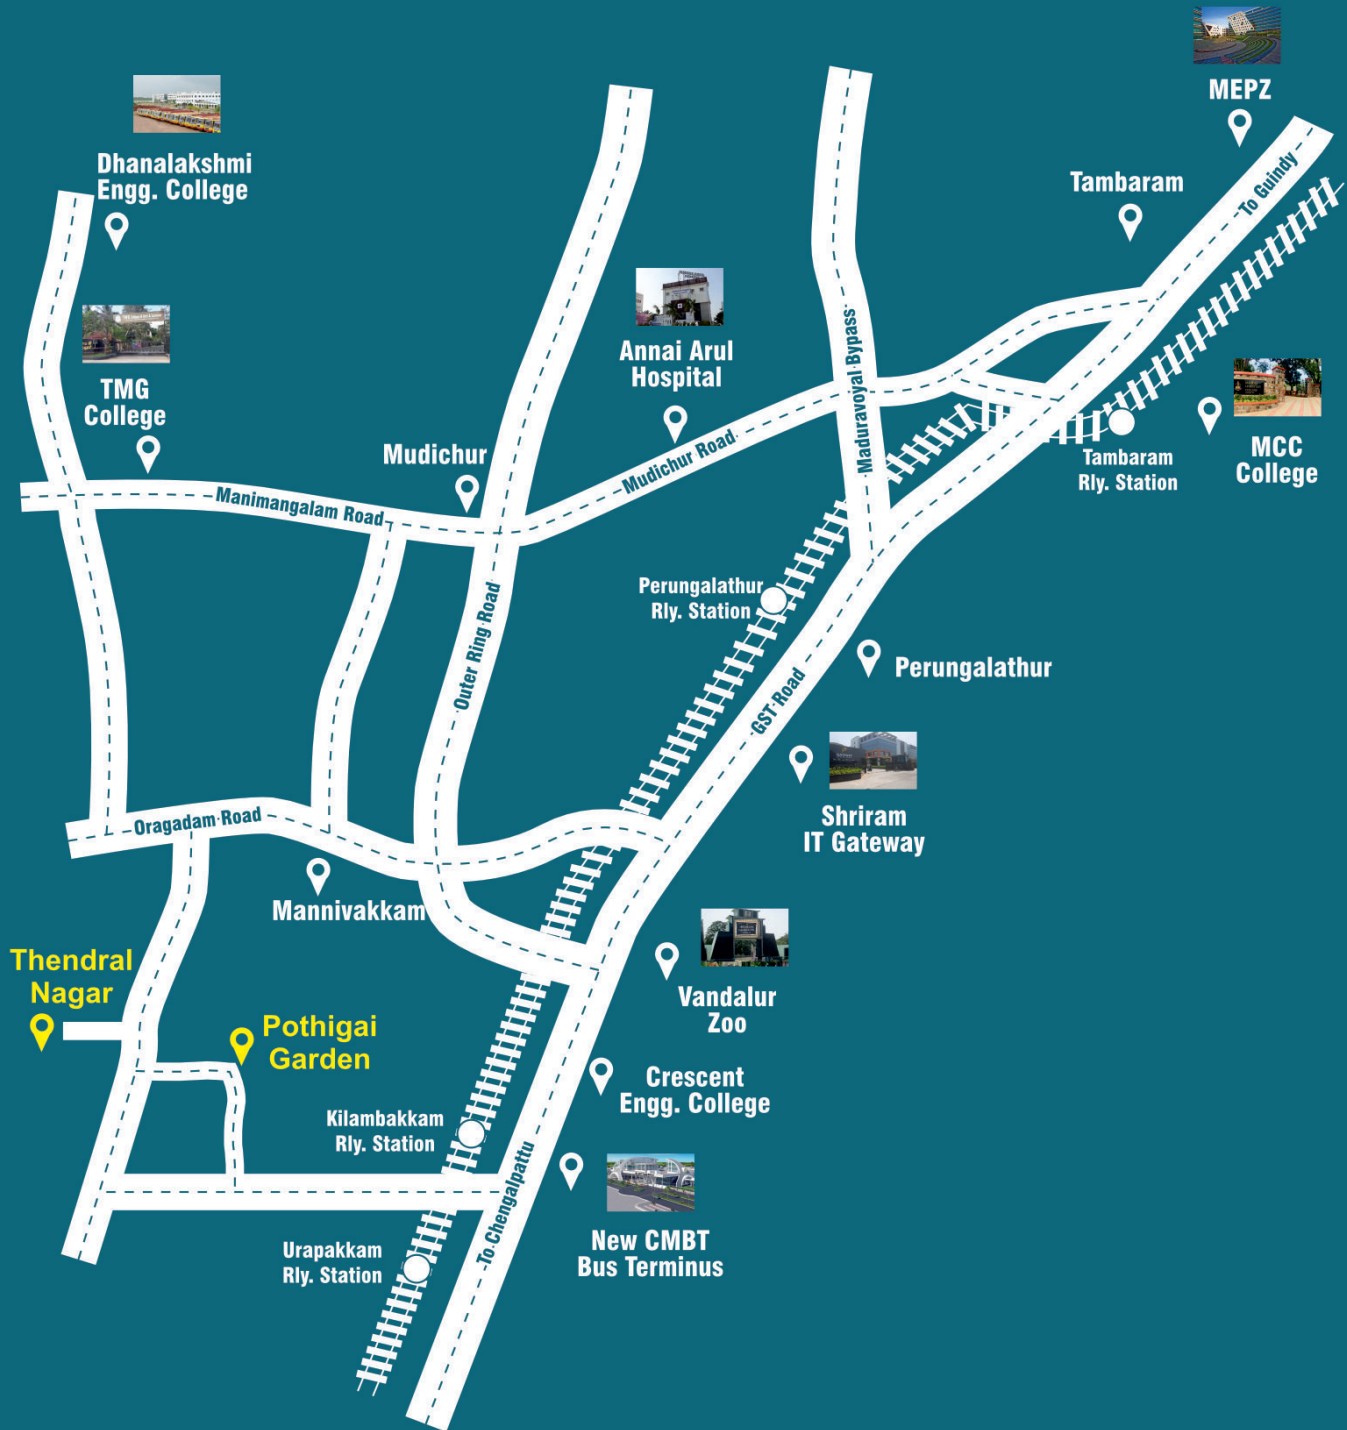 MEPZ
Dhanalakshmi
Engg. College
Tambaram
To Guindy
TMG
College
Annai Arul
Hospital
Maduravoyal Bypass
Mudichur
Mudichur Road
MCC
College
Tambaram
Rly. Station
Manimangalam Road
Perungalathur
Rly. Station
Outer Ring Road
Perungalathur
GST Road
Shriram
IT Gateway
Oragadam Road
Mannivakkam
Thendral
Nagar
Vandalur
Zoo
Pothigai
Garden
Crescent
Engg. College
Kilambakkam
Rly. Station
To Chengalpattu
New CMBT
Bus Terminus
Urapakkam
Rly. Station